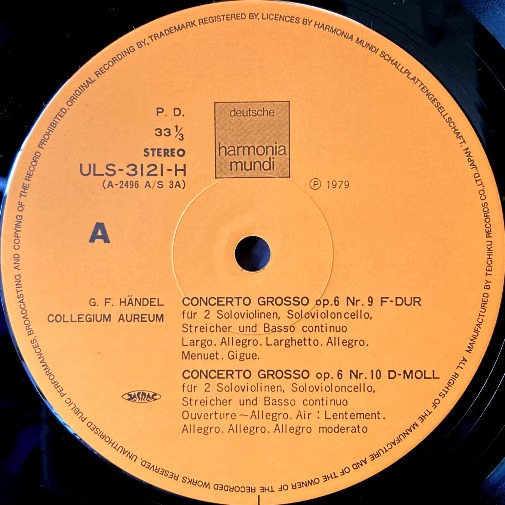 ORIGINAL RECORDING BY, TRADEMARK REGISTERED BY, LICENCES BY HARMONIA MUNDI SCHALLPLATTENGESELLSCHAFT. JAPAN.
MANUFACTURED BY TEICHIKU RECORDS CO., LTD. ALL RIGHTS OF THE MANUFACTURE AND OF THE OWNER OF THE RECORDED WORKS RESERVED. UNAUTHORISED PUBLIC PERFORMANCES, BROADCASTING AND COPYING OF THE RECORD PROHIBITED.
P. D.
33 ⅓
STEREO
ULS-3121-H
(A-2496 A/S 3A)
deutsche
harmonia
mundi
Ⓟ 1979
A
G. F. HÄNDEL
COLLEGIUM AUREUM
CONCERTO GROSSO op.6 Nr. 9 F-DUR
für 2 Soloviolinen, Solovioloncello,
Streicher und Basso continuo
Largo. Allegro. Larghetto. Allegro.
Menuet. Gigue.
CONCERTO GROSSO op.6 Nr. 10 D-MOLL
für 2 Soloviolinen, Solovioloncello,
Streicher und Basso continuo
Ouverture~Allegro. Air : Lentement.
Allegro. Allegro. Allegro moderato
JASRAC